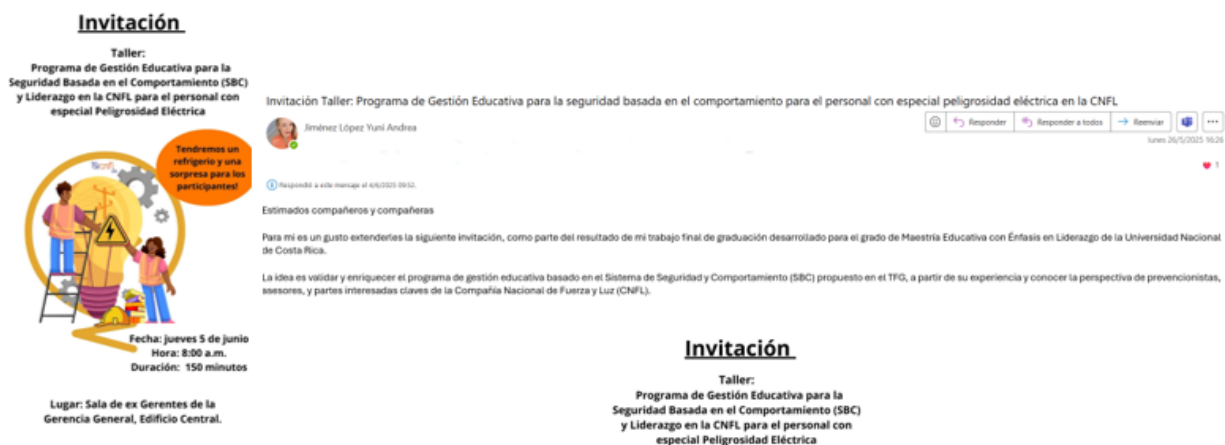 Invitación
Taller:
Programa de Gestión Educativa para la
Seguridad Basada en el Comportamiento (SBC)
y Liderazgo en la CNFL para el personal con
especial Peligrosidad Eléctrica
Tendremos un
refrigerio y una
sorpresa para los
participantes!
Fecha: jueves 5 de junio
Hora: 8:00 a.m.
Duración: 150 minutos
Lugar: Sala de ex Gerentes de la
Gerencia General, Edificio Central.
Invitación Taller: Programa de Gestión Educativa para la seguridad basada en el comportamiento para el personal con especial peligrosidad eléctrica en la CNFL
Jiménez López Yuni Andrea
Responder
Responder a todos
Reenviar
lunes 26/5/2025 16:26
1
Respondió a este mensaje el 4/6/2025 09:52.
Estimados compañeros y compañeras
Para mi es un gusto extenderles la siguiente invitación, como parte del resultado de mi trabajo final de graduación desarrollado para el grado de Maestría Educativa con Énfasis en Liderazgo de la Universidad Nacional
de Costa Rica.
La idea es validar y enriquecer el programa de gestión educativa basado en el Sistema de Seguridad y Comportamiento (SBC) propuesto en el TFG, a partir de su experiencia y conocer la perspectiva de prevencionistas,
asesores, y partes interesadas claves de la Compañía Nacional de Fuerza y Luz (CNFL).
Invitación
Taller:
Programa de Gestión Educativa para la
Seguridad Basada en el Comportamiento (SBC)
y Liderazgo en la CNFL para el personal con
especial Peligrosidad Eléctrica